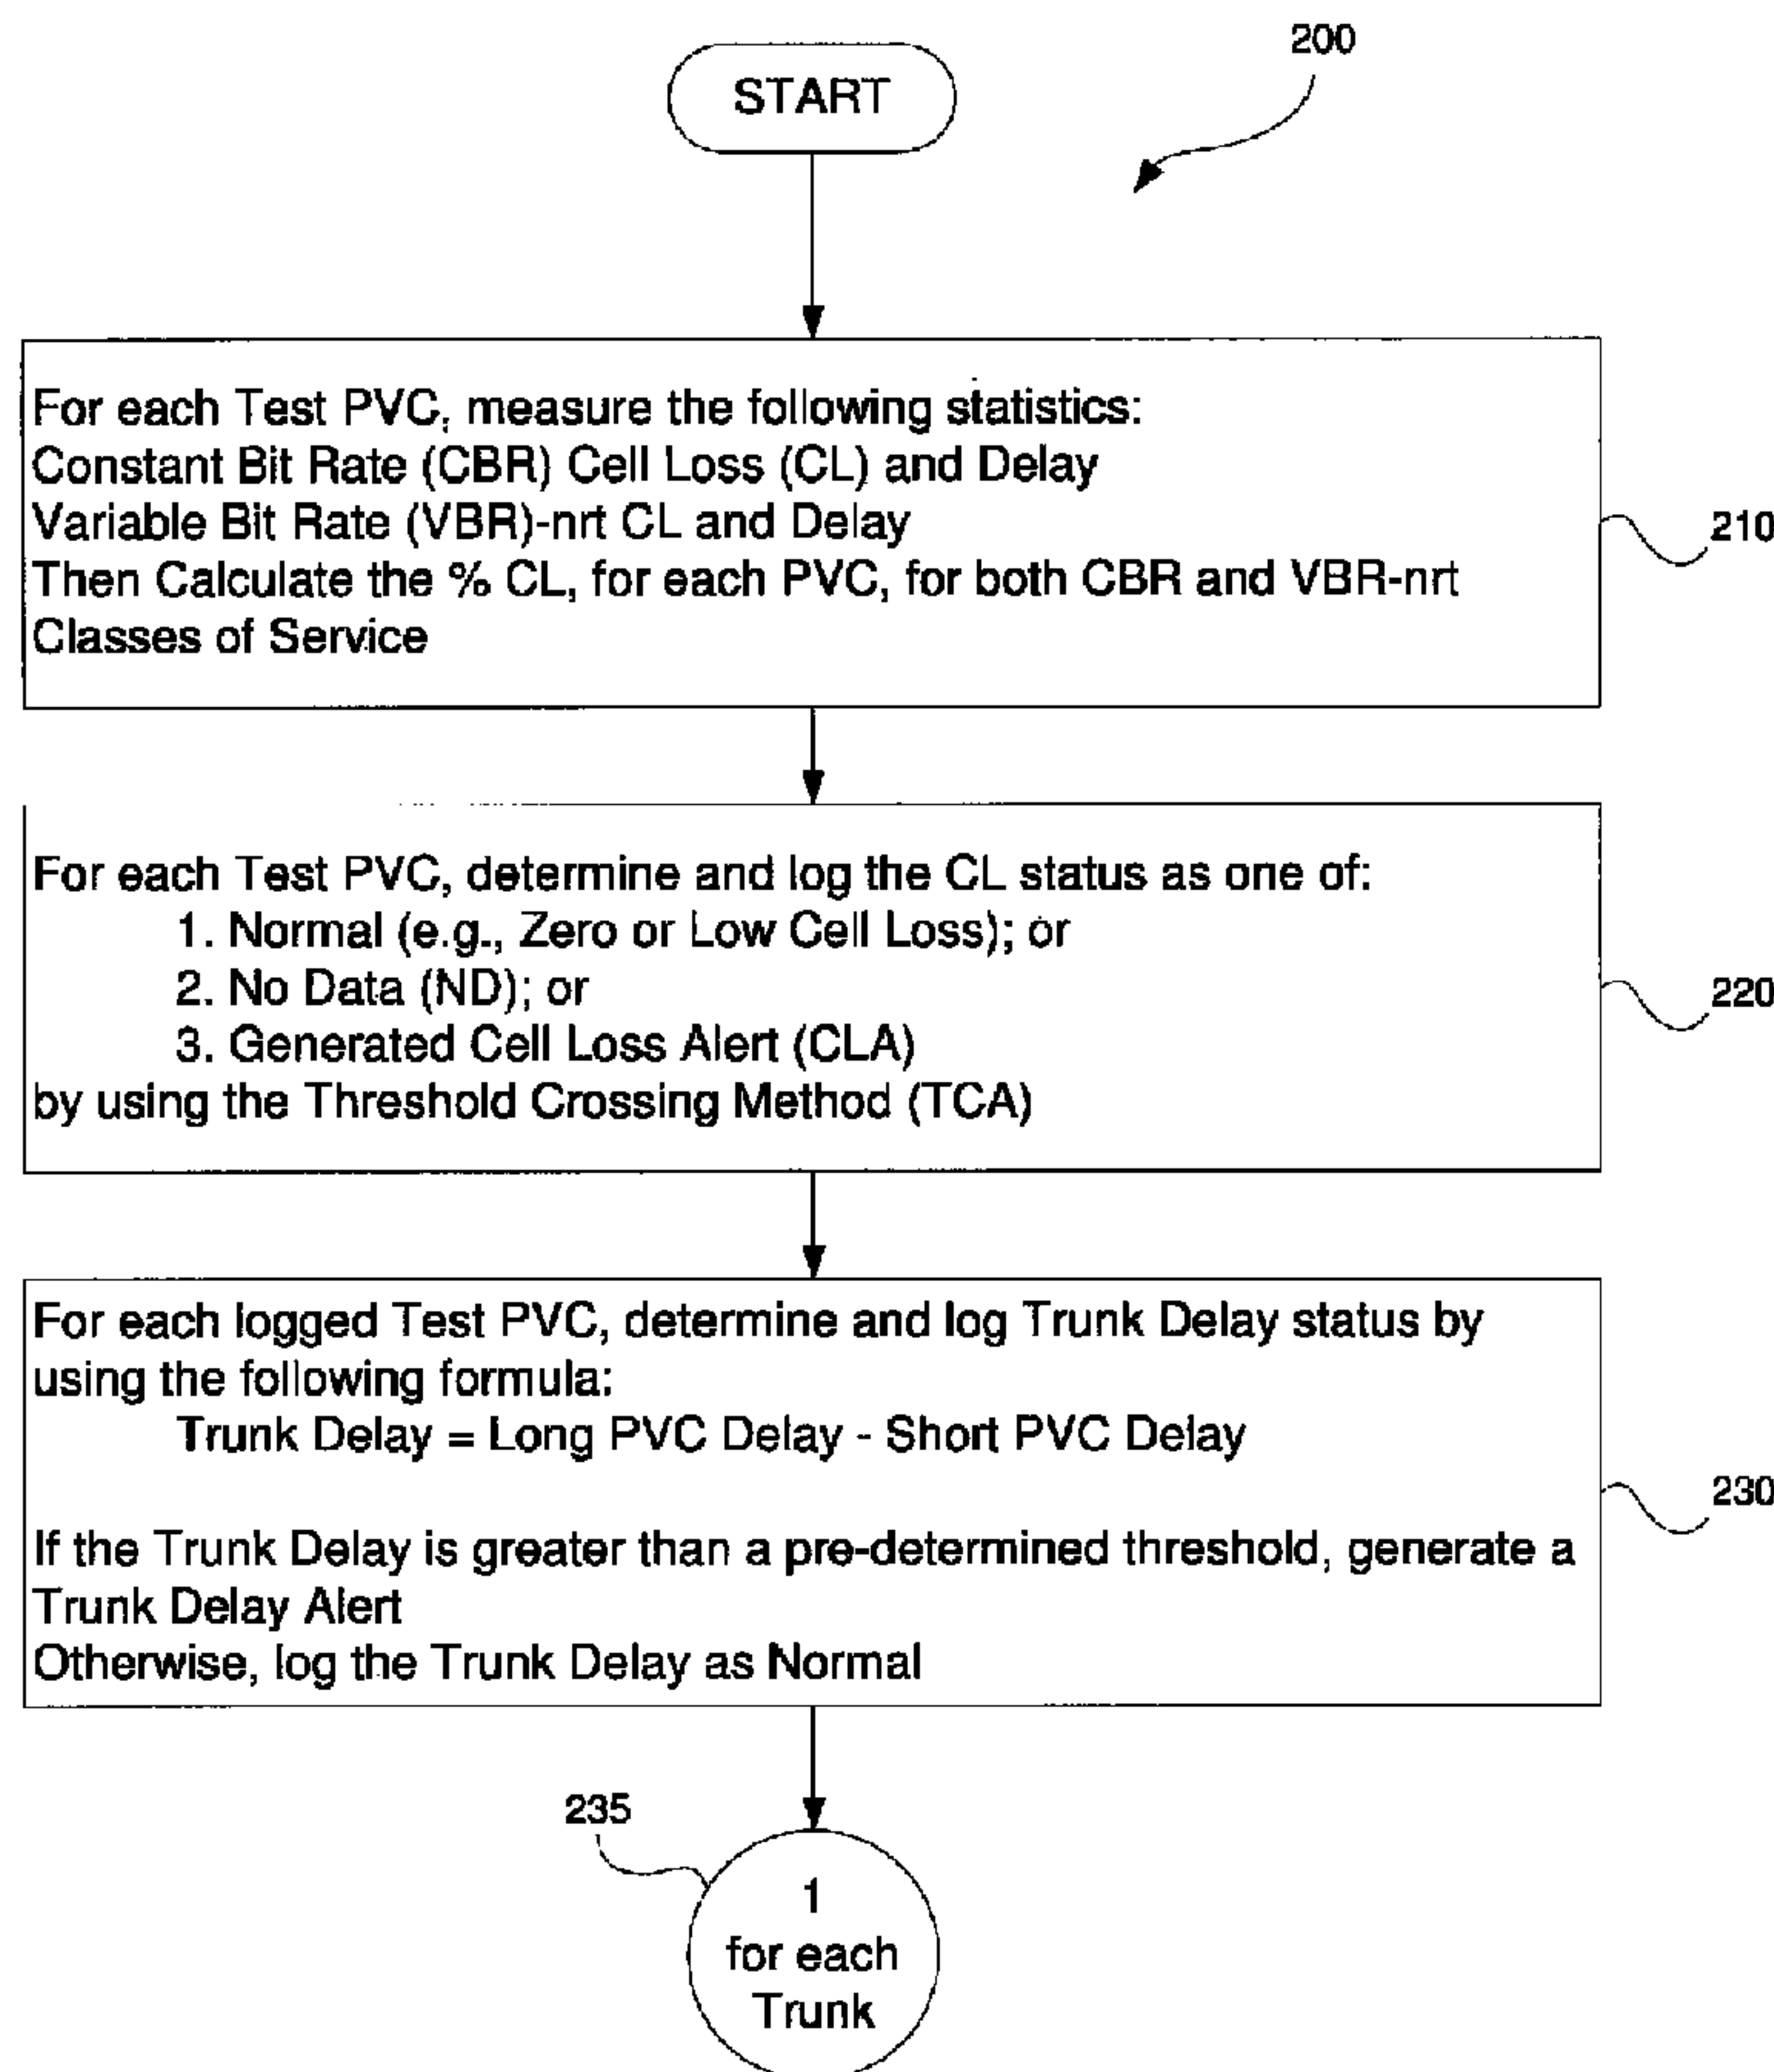 START
200
For each Test PVC, measure the following statistics:
Constant Bit Rate (CBR) Cell Loss (CL) and Delay
Variable Bit Rate (VBR)-nrt CL and Delay
Then Calculate the % CL, for each PVC, for both CBR and VBR-nrt
Classes of Service
210
For each Test PVC, determine and log the CL status as one of:
1. Normal (e.g., Zero or Low Cell Loss); or
2. No Data (ND); or
3. Generated Cell Loss Alert (CLA)
by using the Threshold Crossing Method (TCA)
220
For each logged Test PVC, determine and log Trunk Delay status by
using the following formula:
Trunk Delay = Long PVC Delay - Short PVC Delay
If the Trunk Delay is greater than a pre-determined threshold, generate a
Trunk Delay Alert
Otherwise, log the Trunk Delay as Normal
230
235
1
for each
Trunk